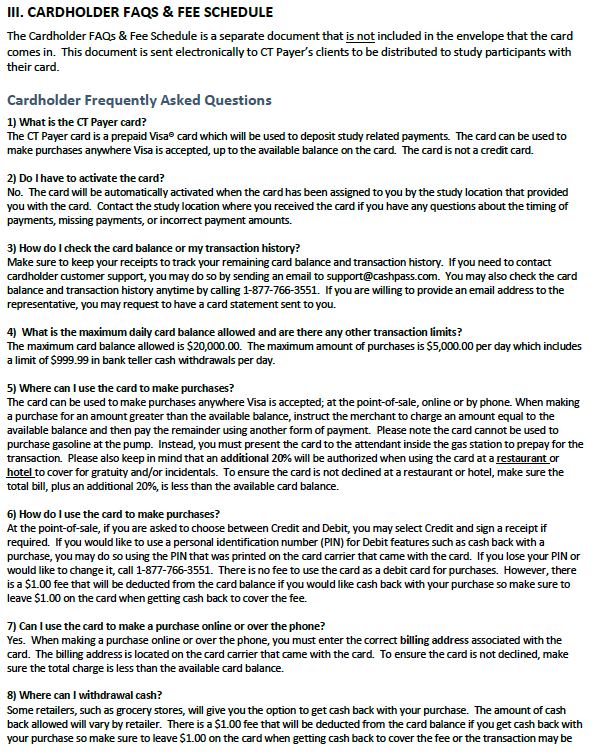 III. CARDHOLDER FAQS & FEE SCHEDULE
The Cardholder FAQs & Fee Schedule is a separate document that is not included in the envelope that the card
comes in.  This document is sent electronically to CT Payer's clients to be distributed to study participants with
their card.
Cardholder Frequently Asked Questions
1) What is the CT Payer card?
The CT Payer card is a prepaid Visa® card which will be used to deposit study related payments.  The card can be used to
make purchases anywhere Visa is accepted, up to the available balance on the card.  The card is not a credit card.
2) Do I have to activate the card?
No.  The card will be automatically activated when the card has been assigned to you by the study location that provided
you with the card.  Contact the study location where you received the card if you have any questions about the timing of
payments, missing payments, or incorrect payment amounts.
3) How do I check the card balance or my transaction history?
Make sure to keep your receipts to track your remaining card balance and transaction history.  If you need to contact
cardholder customer support, you may do so by sending an email to support@cashpass.com.  You may also check the card
balance and transaction history anytime by calling 1-877-766-3551.  If you are willing to provide an email address to the
representative, you may request to have a card statement sent to you.
4)  What is the maximum daily card balance allowed and are there any other transaction limits?
The maximum card balance allowed is $20,000.00.  The maximum amount of purchases is $5,000.00 per day which includes
a limit of $999.99 in bank teller cash withdrawals per day.
5) Where can I use the card to make purchases?
The card can be used to make purchases anywhere Visa is accepted; at the point-of-sale, online or by phone. When making
a purchase for an amount greater than the available balance, instruct the merchant to charge an amount equal to the
available balance and then pay the remainder using another form of payment.  Please note the card cannot be used to
purchase gasoline at the pump.  Instead, you must present the card to the attendant inside the gas station to prepay for the
transaction.  Please also keep in mind that an additional 20% will be authorized when using the card at a restaurant or
hotel to cover for gratuity and/or incidentals.  To ensure the card is not declined at a restaurant or hotel, make sure the
total bill, plus an additional 20%, is less than the available card balance.
6) How do I use the card to make purchases?
At the point-of-sale, if you are asked to choose between Credit and Debit, you may select Credit and sign a receipt if
required.  If you would like to use a personal identification number (PIN) for Debit features such as cash back with a
purchase, you may do so using the PIN that was printed on the card carrier that came with the card.  If you lose your PIN or
would like to change it, call 1-877-766-3551.  There is no fee to use the card as a debit card for purchases.  However, there
is a $1.00 fee that will be deducted from the card balance if you would like cash back with your purchase so make sure to
leave $1.00 on the card when getting cash back to cover the fee.
7) Can I use the card to make a purchase online or over the phone?
Yes.  When making a purchase online or over the phone, you must enter the correct billing address associated with the
card.  The billing address is located on the card carrier that came with the card.  To ensure the card is not declined, make
sure the total charge is less than the available card balance.
8) Where can I withdrawal cash?
Some retailers, such as grocery stores, will give you the option to get cash back with your purchase.  The amount of cash
back allowed will vary by retailer.  There is a $1.00 fee that will be deducted from the card balance if you get cash back with
your purchase so make sure to leave $1.00 on the card when getting cash back to cover the fee or the transaction may be